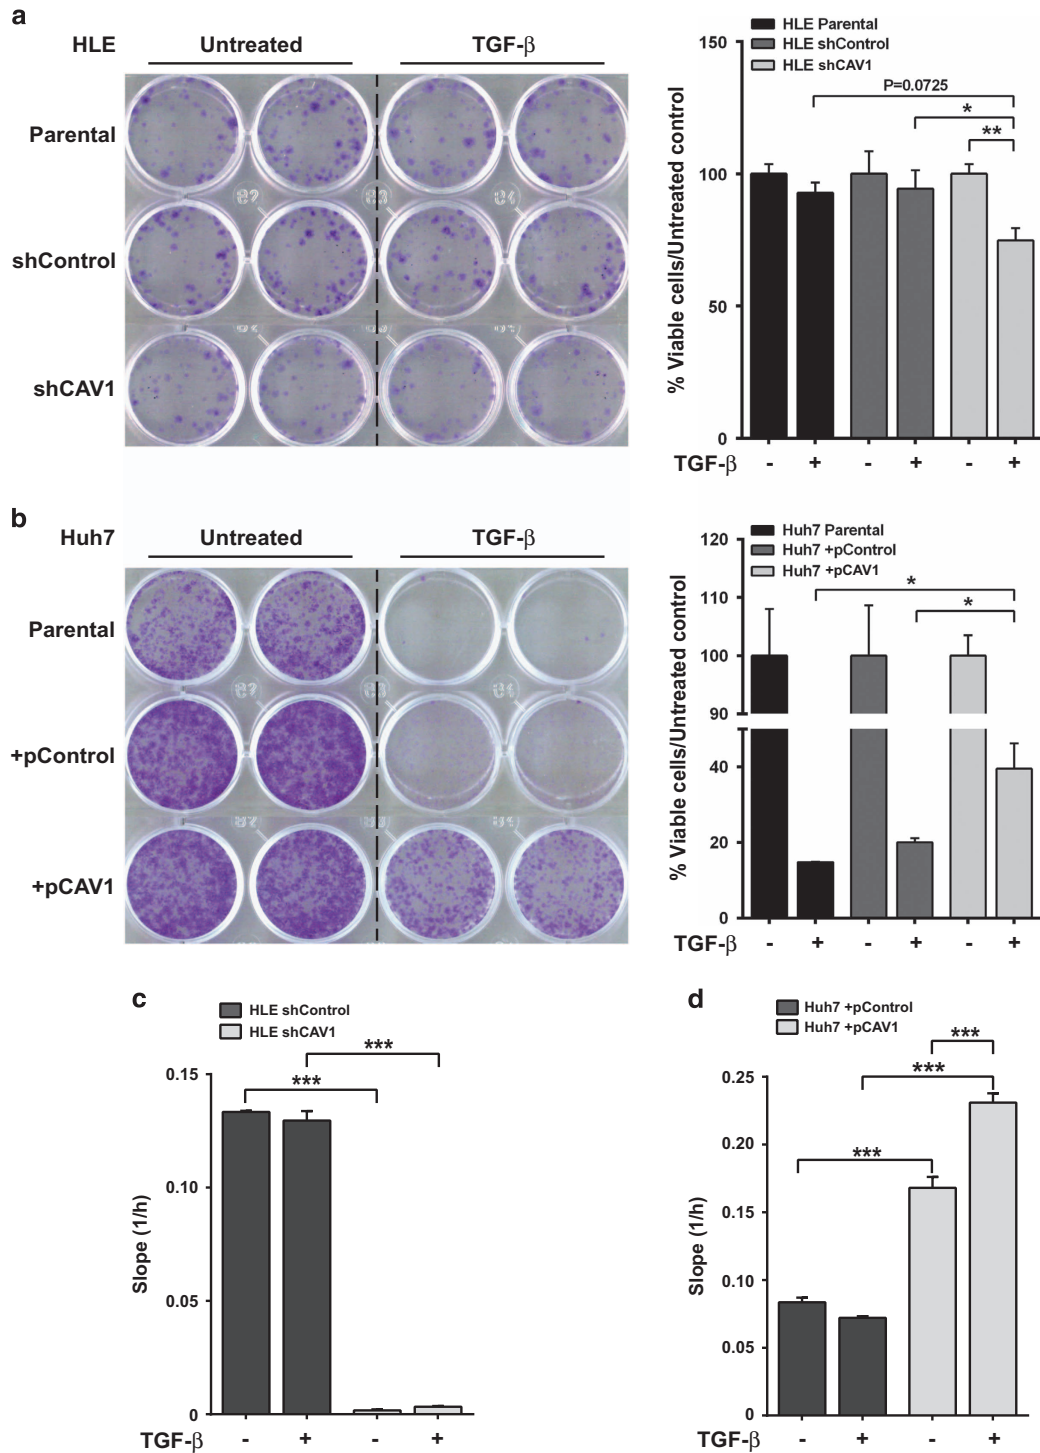 a
HLE
Untreated
TGF-β
Parental
shControl
shCAV1
HLE Parental
HLE shControl
HLE shCAV1
% Viable cells/Untreated control
150
100
50
0
P=0.0725
*
**
TGF-β - + - + - +
b
Huh7
Untreated
TGF-β
Parental
+pControl
+pCAV1
Huh7 Parental
Huh7 +pControl
Huh7 +pCAV1
% Viable cells/Untreated control
120
110
100
90
40
20
0
*
*
TGF-β - + - + - +
c
HLE shControl
HLE shCAV1
***
***
Slope (1/h)
0.15
0.10
0.05
0
TGF-β - + - +
d
Huh7 +pControl
Huh7 +pCAV1
***
***
***
Slope (1/h)
0.25
0.20
0.15
0.10
0.05
0
TGF-β - + - +